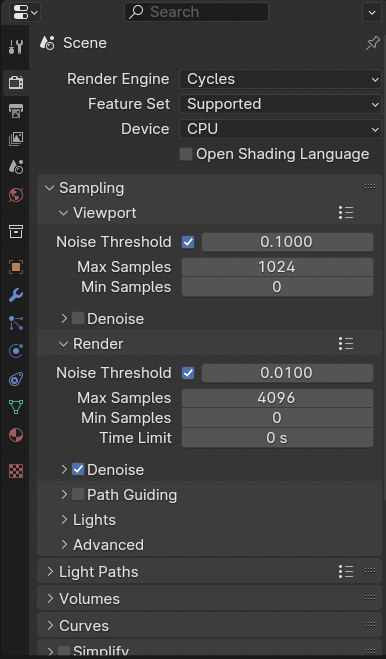 Search
Scene
Render Engine Cycles
Feature Set Supported
Device CPU
Open Shading Language
Sampling
Viewport
Noise Threshold 0.1000
Max Samples 1024
Min Samples 0
Denoise
Render
Noise Threshold 0.0100
Max Samples 4096
Min Samples 0
Time Limit 0 s
Denoise
Path Guiding
Lights
Advanced
Light Paths
Volumes
Curves
Simplify